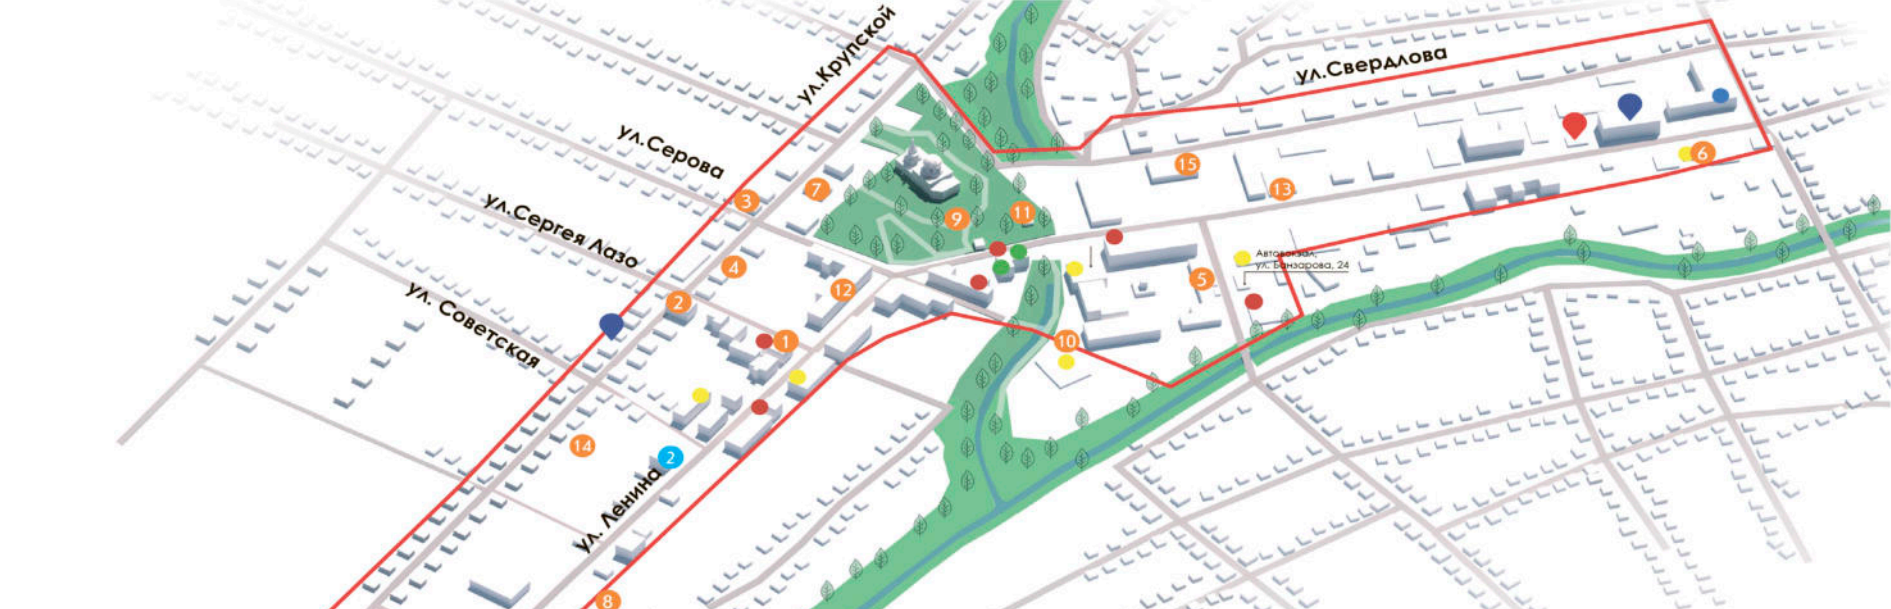 ул.Крупской
ул.Свердлова
ул.Серова
ул.Сергея Лазо
ул. Советская
ул. Ленина
Автовокзал,
ул. Банзарова, 24
15
6
13
7
3
9
11
4
12
5
2
1
10
14
2
8